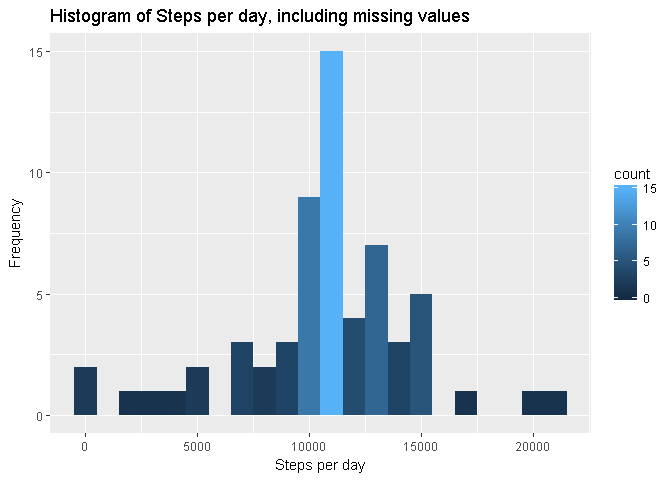 Histogram of Steps per day, including missing values
15
10
5
0
Frequency
0 5000 10000 15000 20000
Steps per day
count
15
10
5
0